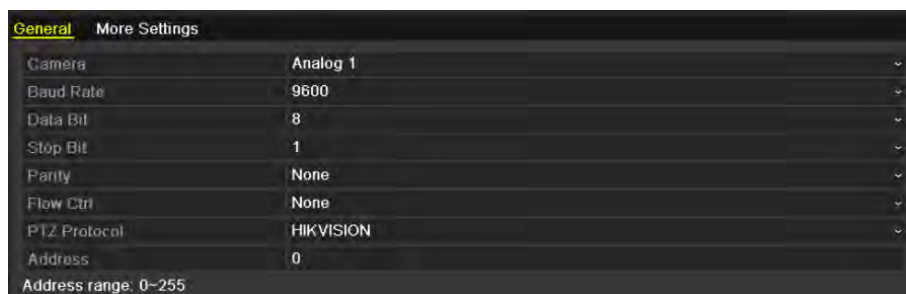 General More Settings
Camera Analog 1
Baud Rate 9600
Data Bit 8
Stop Bit 1
Parity None
Flow Ctrl None
PTZ Protocol HIKVISION
Address 0
Address range: 0~255